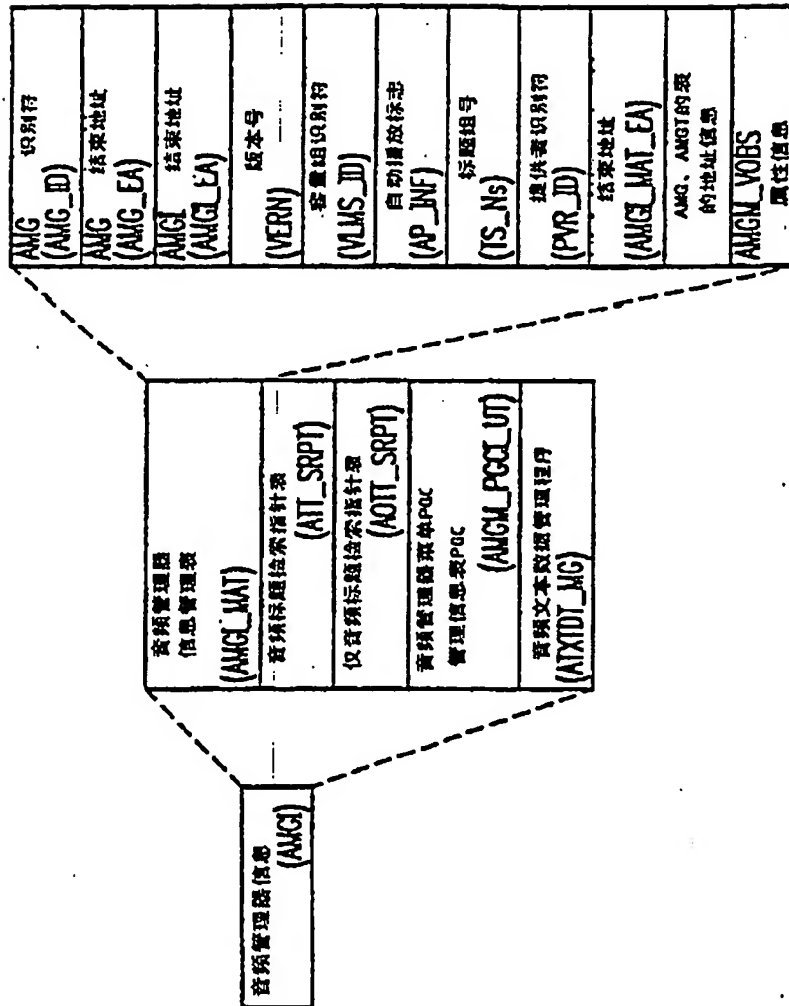 音频管理器信息
(AMGI)
音频管理器
信息管理表
(AMGI_MAT)
音频标题检索指针表
(ATT_SRPT)
仅音频标题检索指针表
(AOTT_SRPT)
音频管理器菜单PGC
管理信息表PGC
(AMGM_PGCI_UT)
音频文本数据管理程序
(ATXTDT_MG)
AMG 识别符
(AMG_ID)
AMG 结束地址
(AMG_EA)
AMGI 结束地址
(AMGI_EA)
版本号
(VERN)
容量组识别符
(VLMS_ID)
自动播放标志
(AP_INF)
标题组号
(TS_Ns)
提供者识别符
(PVR_ID)
结束地址
(AMGI_MAT_EA)
AMG、AMGT的表
的地址信息
AMGM_VOBS
属性信息